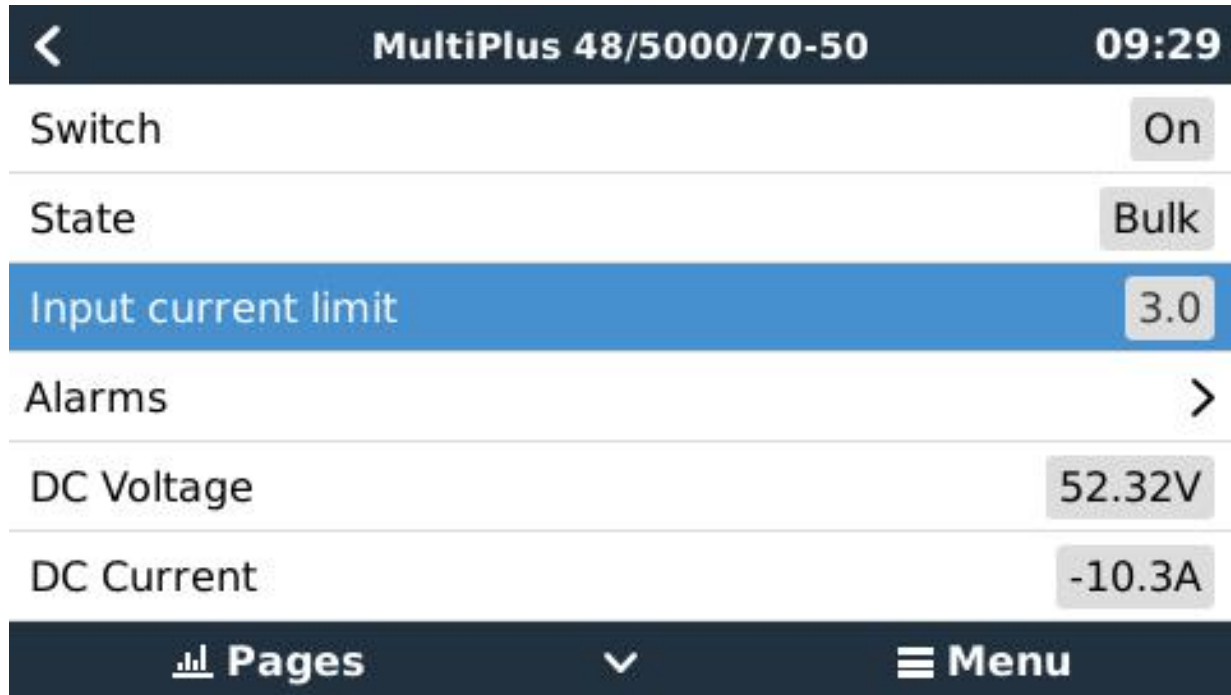 MultiPlus 48/5000/70-50 09:29
Switch On
State Bulk
Input current limit 3.0
Alarms
DC Voltage 52.32V
DC Current -10.3A
Pages Menu